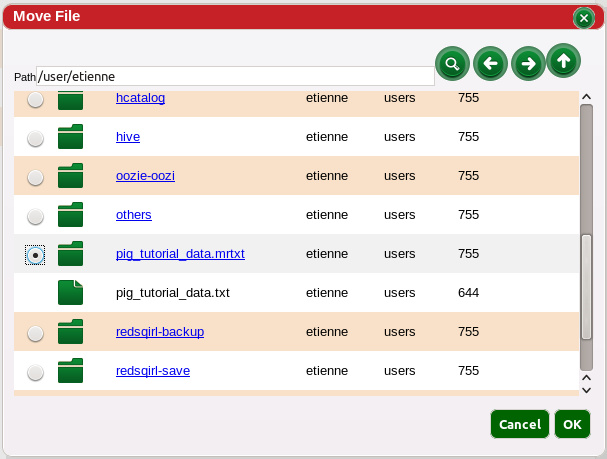 Move File
Path /user/etienne
hcatalog etienne users 755
hive etienne users 755
oozie-oozi etienne users 755
others etienne users 755
pig_tutorial_data.mrtxt etienne users 755
pig_tutorial_data.txt etienne users 644
redsqirl-backup etienne users 755
redsqirl-save etienne users 755
Cancel OK